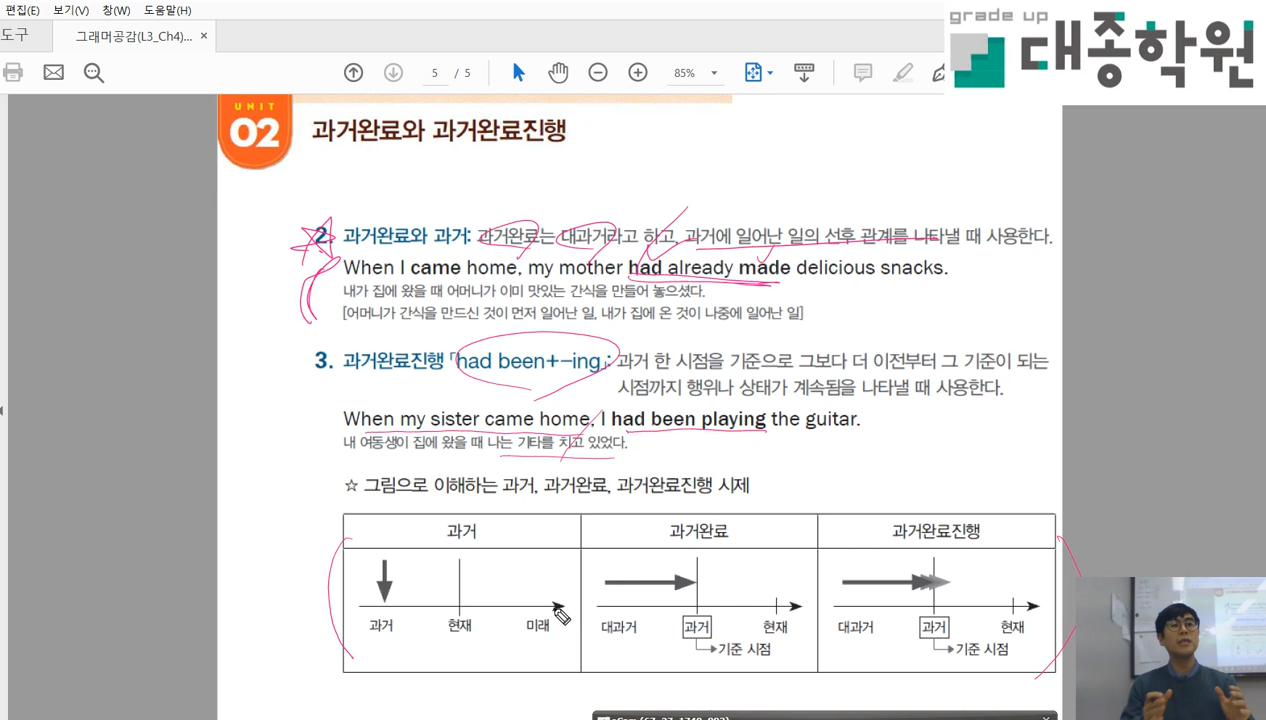 편집(E) 보기(V) 창(W) 도움말(H)
grade up
대종학원
도구
그래머공감(L3_Ch4)... ×
5 / 5
85%
UNIT
02
과거완료와 과거완료진행
2. 과거완료와 과거: 과거완료는 대과거라고 하고, 과거에 일어난 일의 선후 관계를 나타낼 때 사용한다.
When I came home, my mother had already made delicious snacks.
내가 집에 왔을 때 어머니가 이미 맛있는 간식을 만들어 놓으셨다.
[어머니가 간식을 만드신 것이 먼저 일어난 일, 내가 집에 온 것이 나중에 일어난 일]
3. 과거완료진행 「had been+-ing」: 과거 한 시점을 기준으로 그보다 더 이전부터 그 기준이 되는
시점까지 행위나 상태가 계속됨을 나타낼 때 사용한다.
When my sister came home, I had been playing the guitar.
내 여동생이 집에 왔을 때 나는 기타를 치고 있었다.
☆ 그림으로 이해하는 과거, 과거완료, 과거완료진행 시제
과거 과거완료 과거완료진행
과거 현재 미래 대과거 과거 현재 대과거 과거 현재
기준 시점 기준 시점